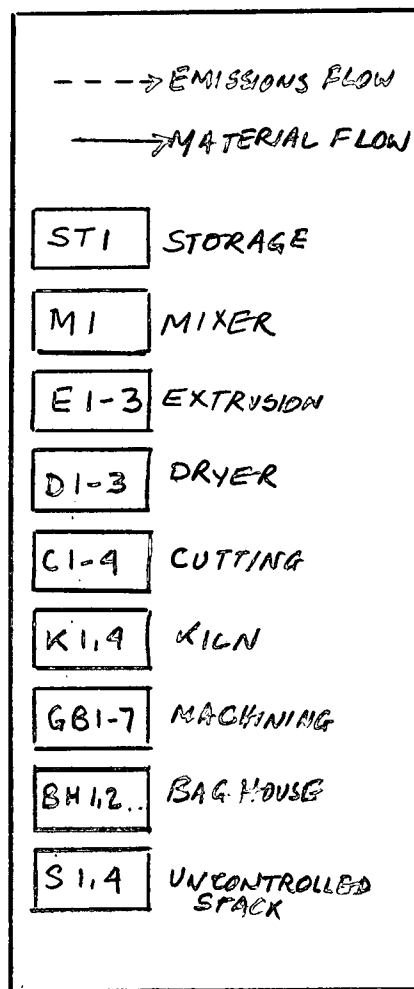 EMISSIONS FLOW
MATERIAL FLOW
ST1 STORAGE
M1 MIXER
E1-3 EXTRUSION
D1-3 DRYER
C1-4 CUTTING
K1,4 KILN
GB1-7 MACHINING
BH1,2.. BAG HOUSE
S1,4 UNCONTROLLED
STACK